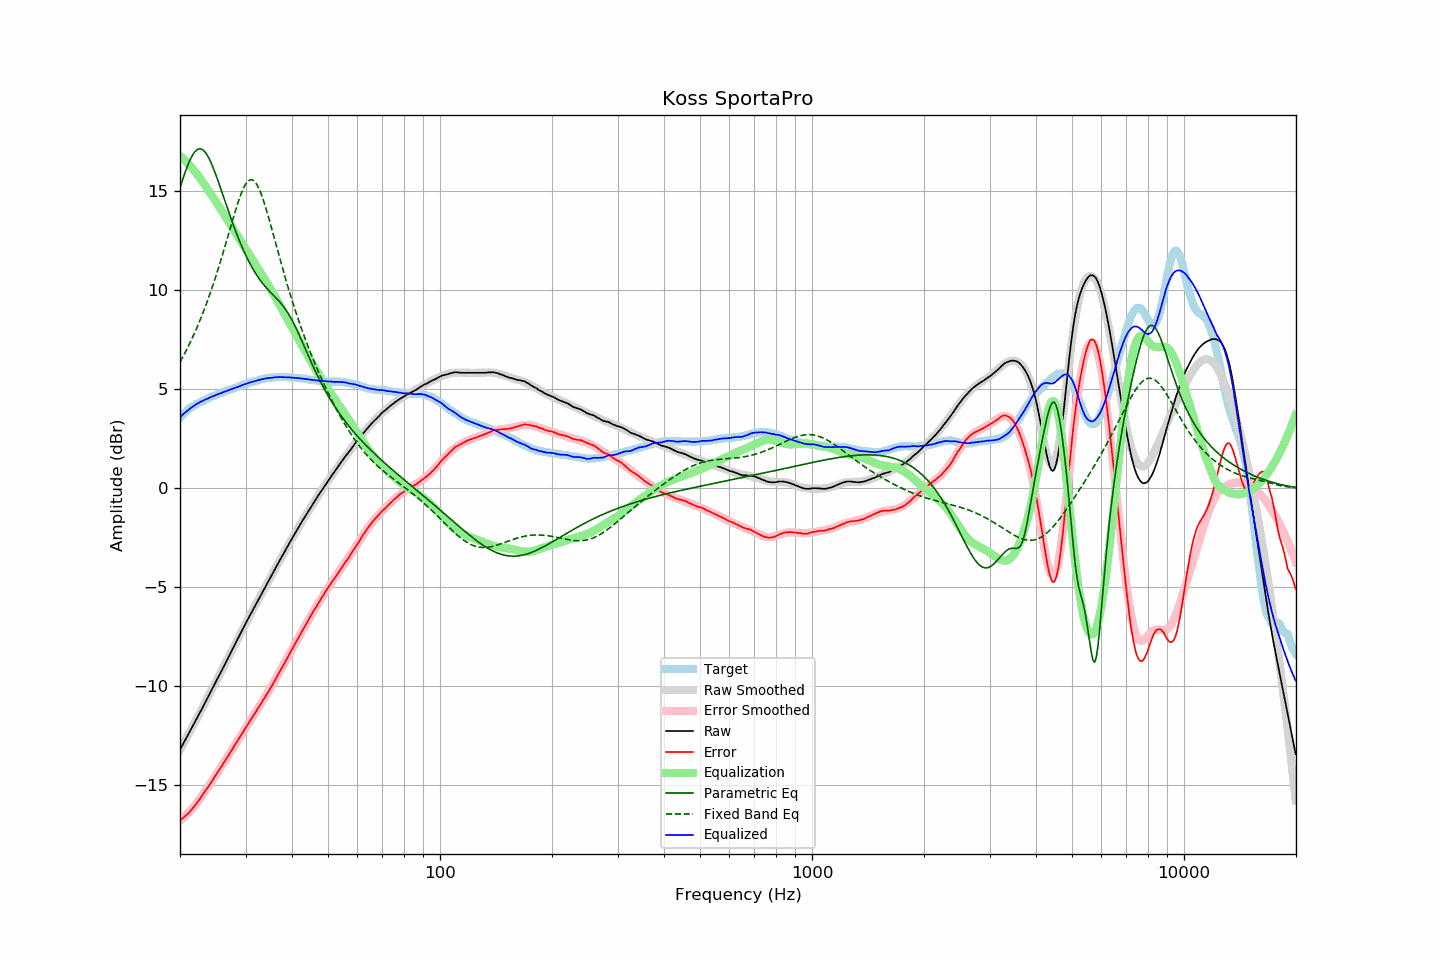 Koss SportaPro
Amplitude (dBr)
15
10
5
0
−5
−10
−15
100
1000
10000
Frequency (Hz)
Target
Raw Smoothed
Error Smoothed
Raw
Error
Equalization
Parametric Eq
Fixed Band Eq
Equalized